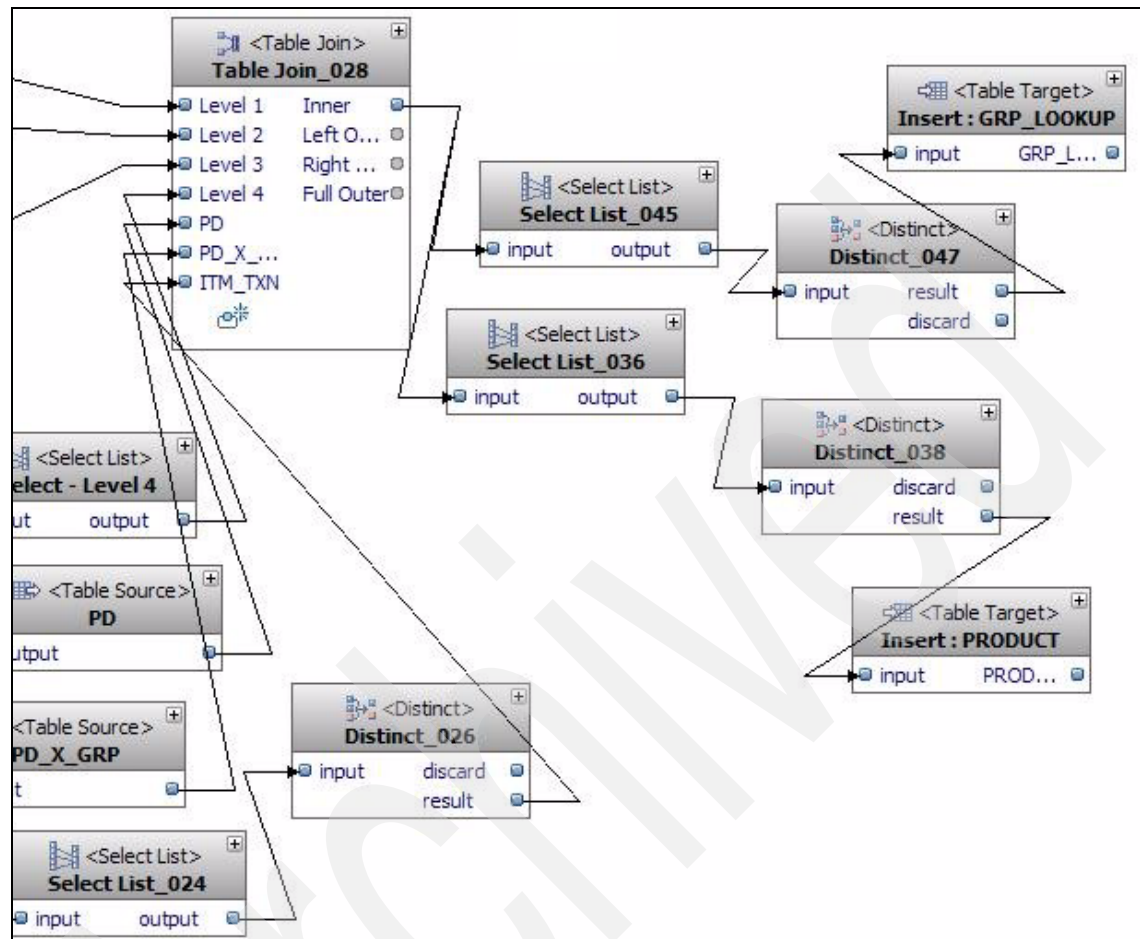 <Table Join>
Table Join_028
Level 1 Inner
Level 2 Left O...
Level 3 Right ...
Level 4 Full Outer
PD
PD_X_...
ITM_TXN
<Table Target>
Insert : GRP_LOOKUP
input GRP_L...
<Select List>
Select List_045
input output
<Distinct>
Distinct_047
input result
discard
<Select List>
Select List_036
input output
<Distinct>
Distinct_038
input discard
result
<Select List>
elect - Level 4
ut output
<Table Source>
PD
utput
<Table Target>
Insert : PRODUCT
input PROD...
<Table Source>
PD_X_GRP
t
<Distinct>
Distinct_026
input discard
result
<Select List>
Select List_024
input output
rchived